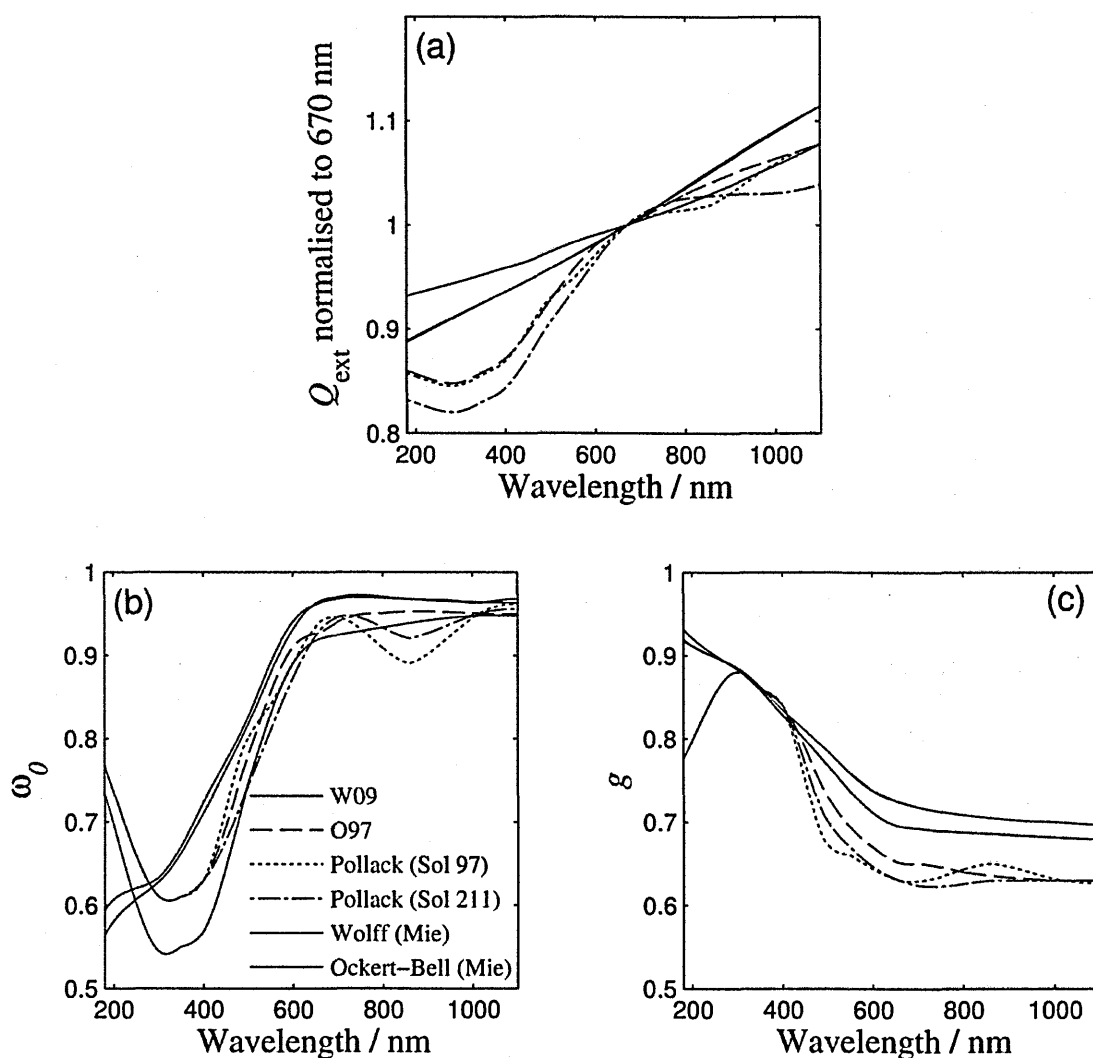 (a)
Q_ext normalised to 670 nm
1.1
1
0.9
0.8
200 400 600 800 1000
Wavelength / nm
(b)
ω_0
1
0.9
0.8
0.7
0.6
0.5
W09
O97
Pollack (Sol 97)
Pollack (Sol 211)
Wolff (Mie)
Ockert-Bell (Mie)
200 400 600 800 1000
Wavelength / nm
(c)
g
1
0.9
0.8
0.7
0.6
0.5
200 400 600 800 1000
Wavelength / nm